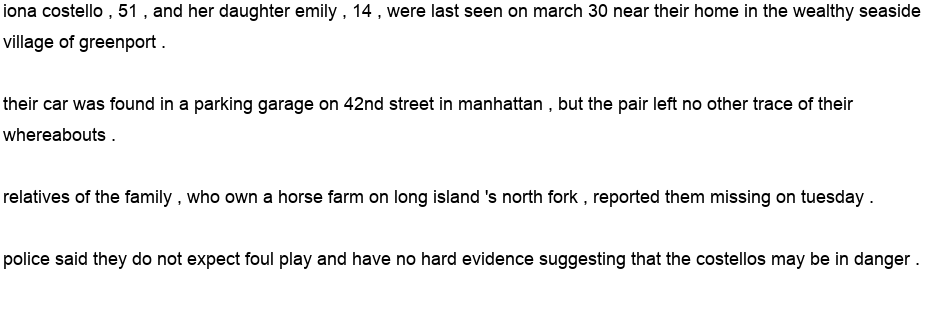 iona costello , 51 , and her daughter emily , 14 , were last seen on march 30 near their home in the wealthy seaside
village of greenport .
their car was found in a parking garage on 42nd street in manhattan , but the pair left no other trace of their
whereabouts .
relatives of the family , who own a horse farm on long island 's north fork , reported them missing on tuesday .
police said they do not expect foul play and have no hard evidence suggesting that the costellos may be in danger .